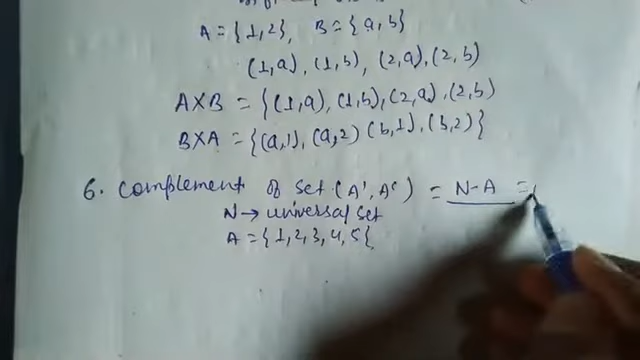 A = {1,2}, B = {a,b}
(1,a), (1,b), (2,a), (2,b)
A×B = {(1,a), (1,b), (2,a), (2,b)
B×A = {(a,1), (a,2) (b,1), (b,2)}
6. Complement of set (A', Aᶜ) = N-A =
N → universal set
A = {1,2,3,4,5{